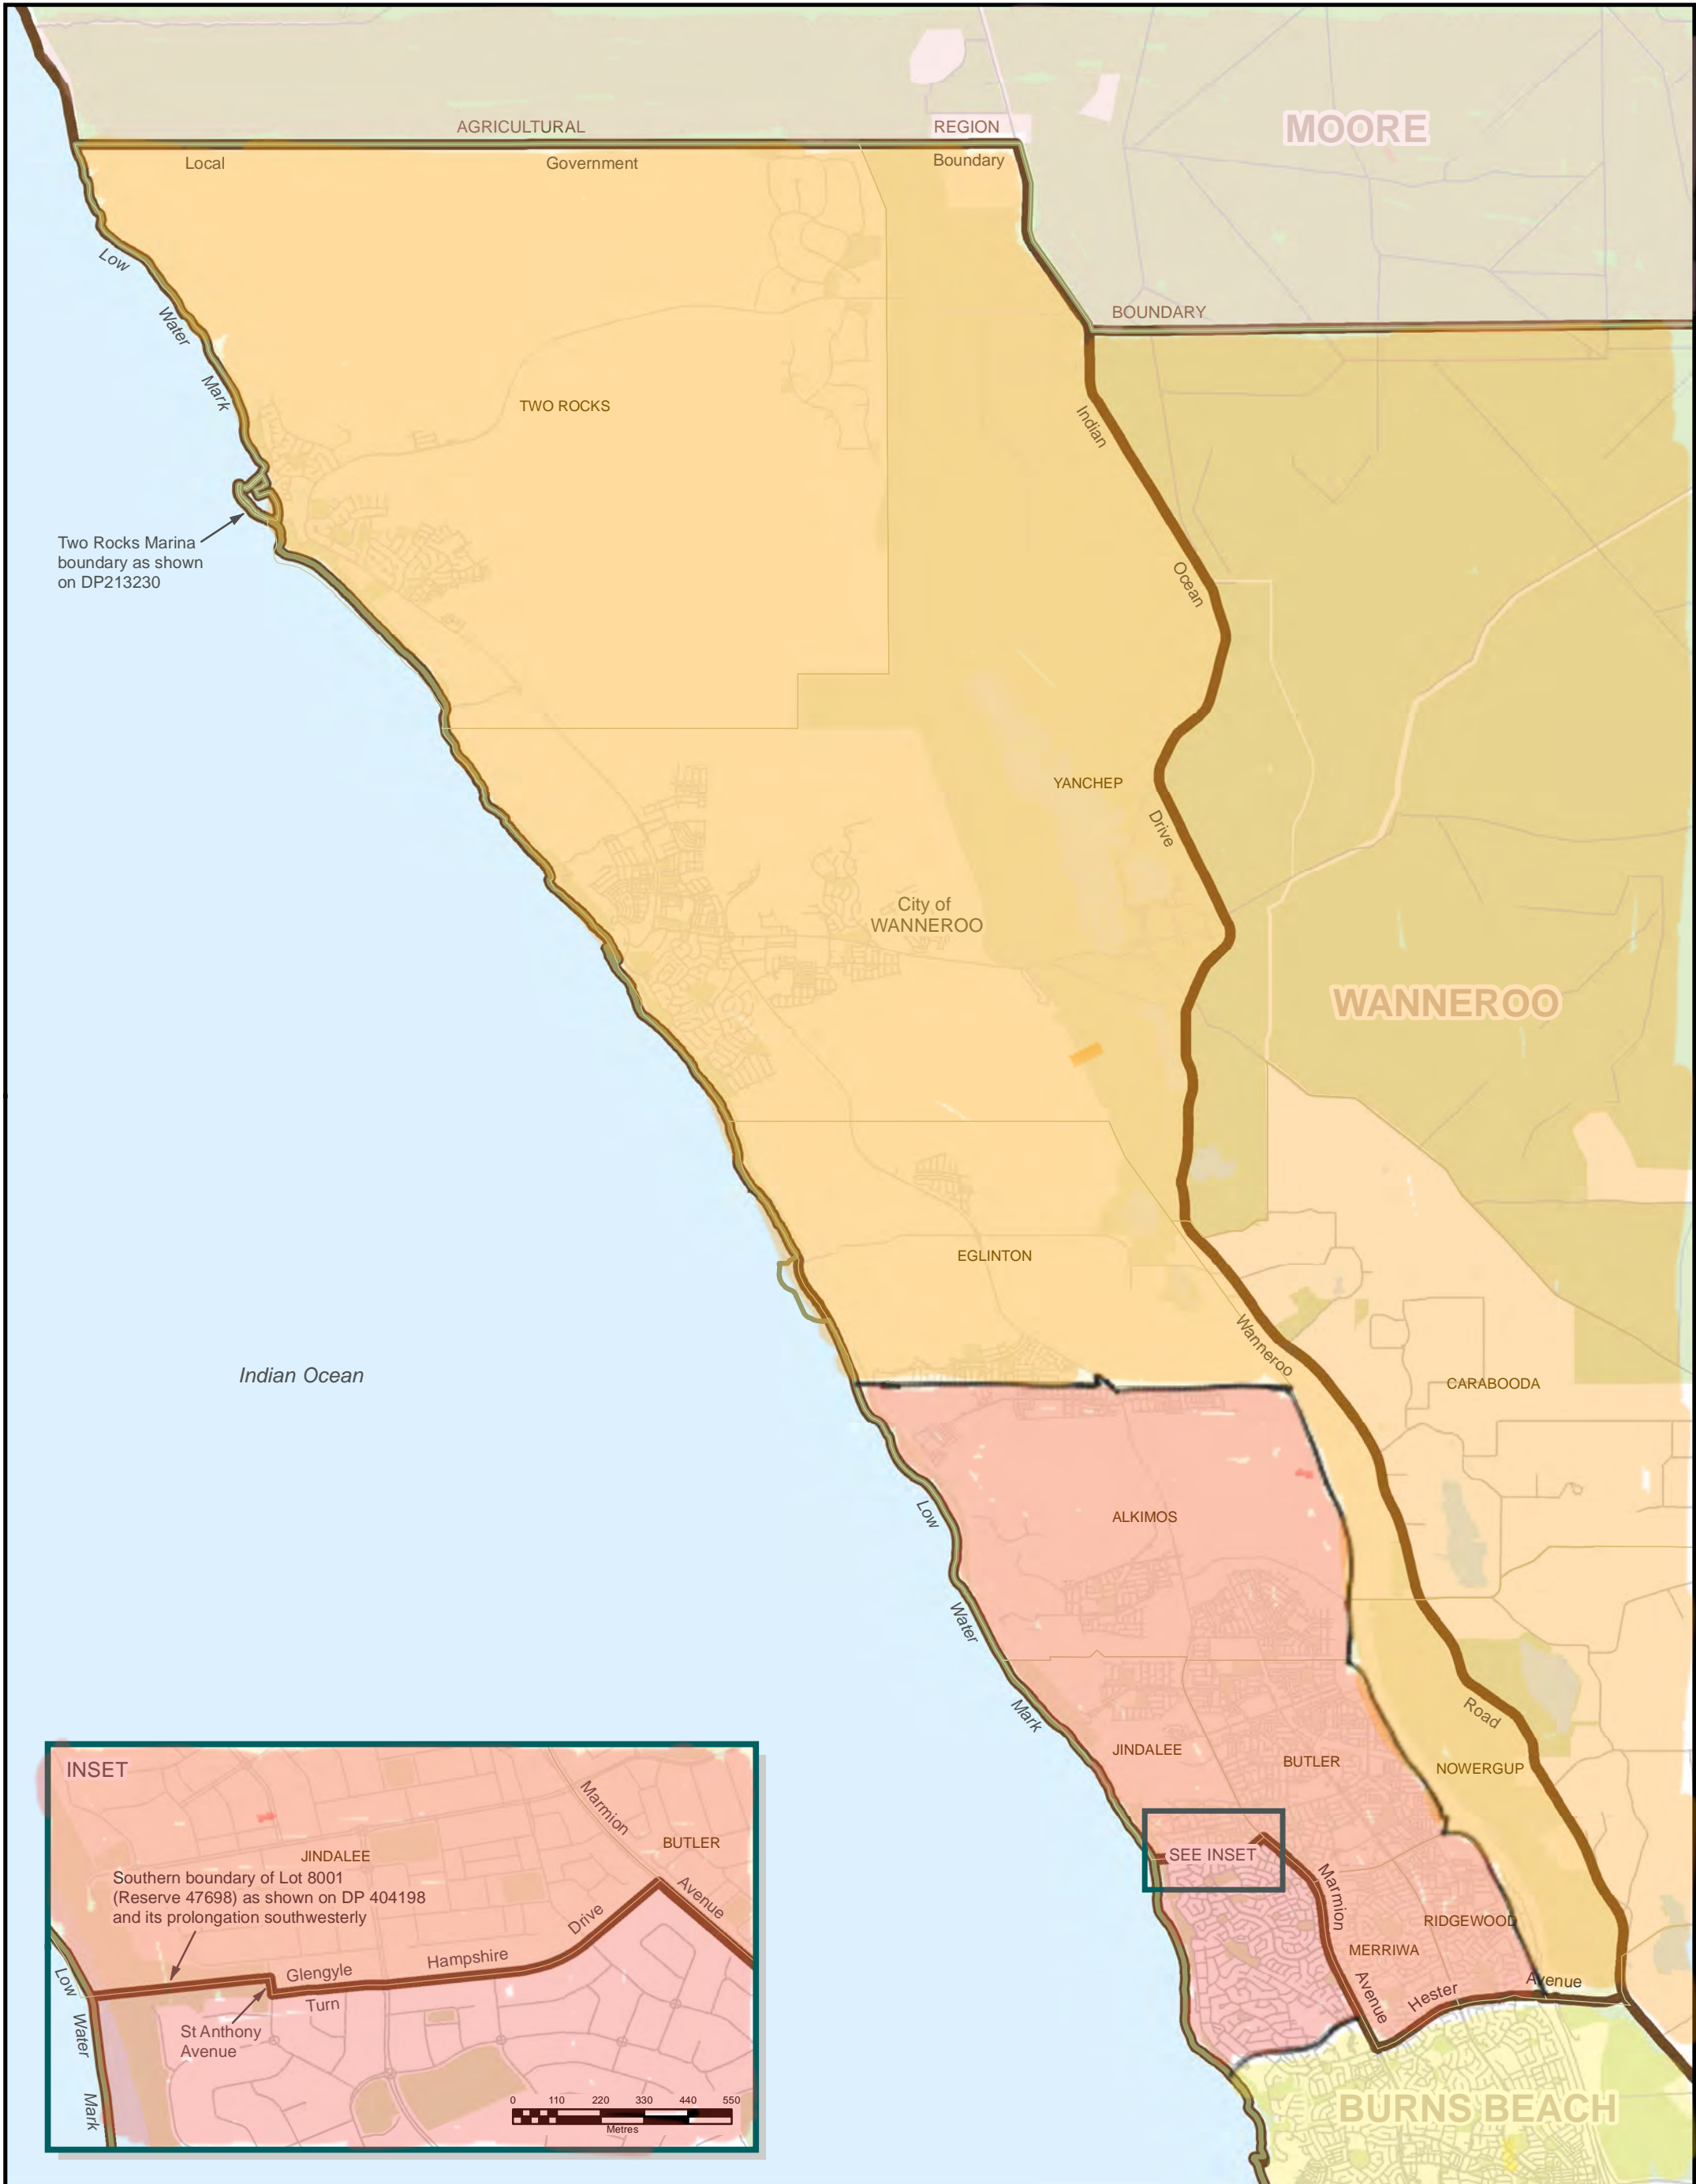 MOORE
AGRICULTURAL REGION
Local Government Boundary
BOUNDARY
Low Water Mark
TWO ROCKS
Indian Ocean Drive
Two Rocks Marina
boundary as shown
on DP213230
YANCHEP
City of
WANNEROO
WANNEROO
EGLINTON
Indian Ocean
Wanneroo Road
CARABOODA
ALKIMOS
Low Water Mark
JINDALEE
BUTLER
NOWERGUP
SEE INSET
Marmion Avenue
RIDGEWOOD
MERRIWA
Hester Avenue
BURNS BEACH
INSET
Marmion Avenue
BUTLER
JINDALEE
Southern boundary of Lot 8001
(Reserve 47698) as shown on DP 404198
and its prolongation southwesterly
Hampshire Drive
Glengyle Turn
Low Water Mark
St Anthony
Avenue
0 110 220 330 440 550
Metres